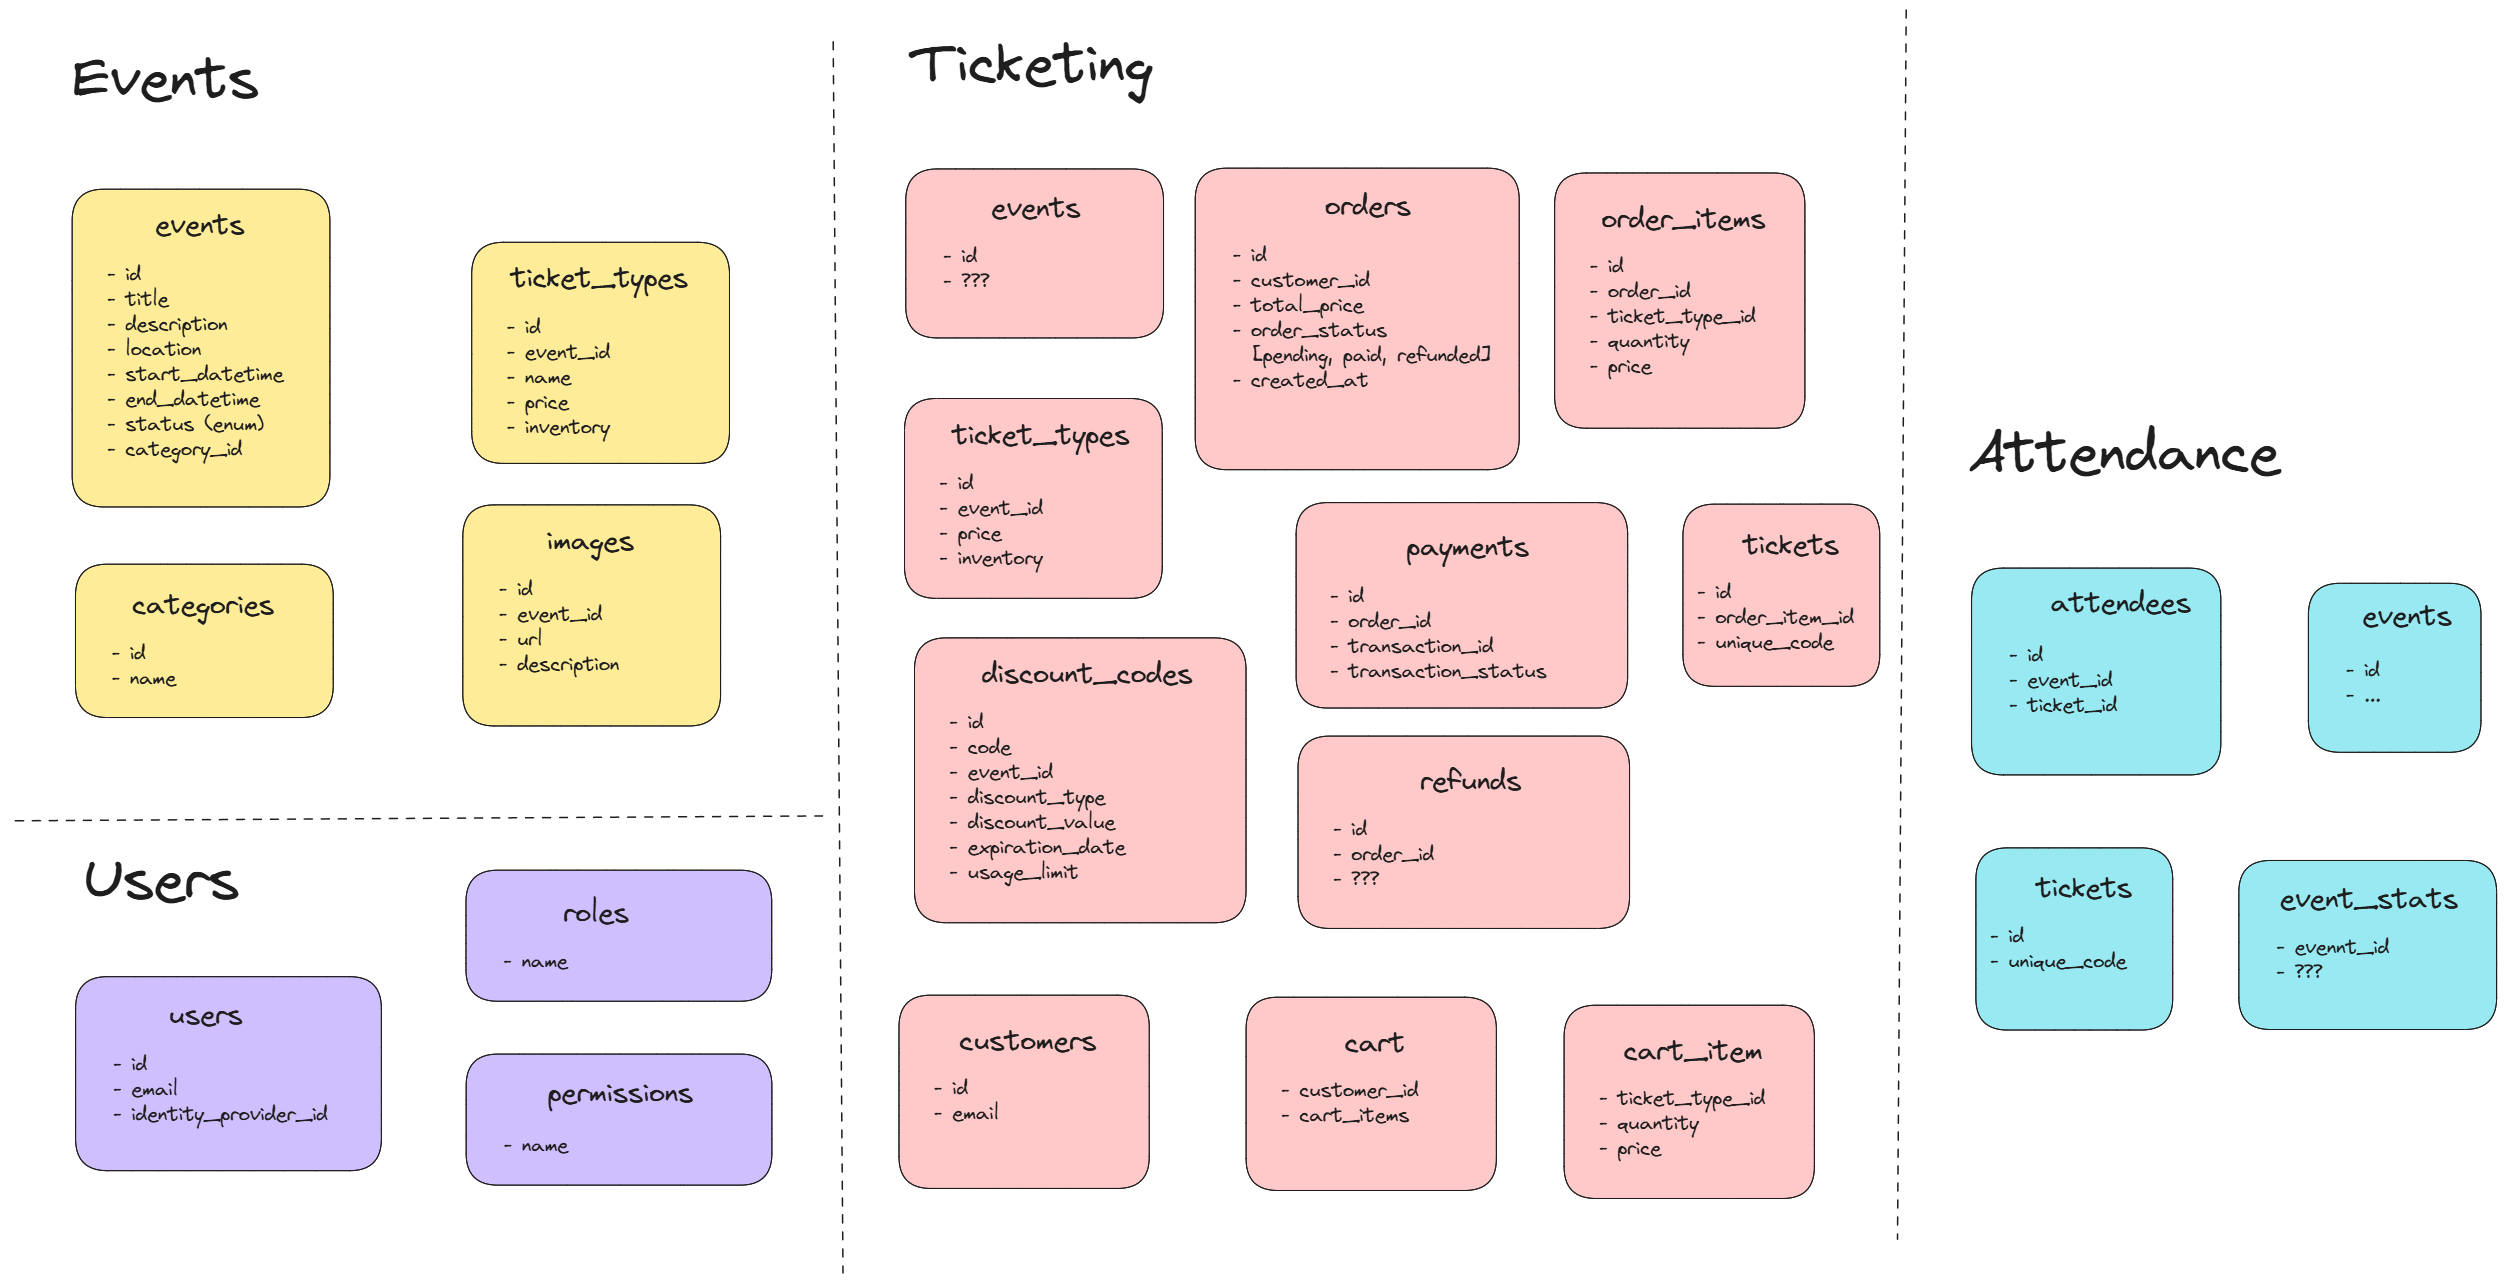 Events
events
- id
- title
- description
- location
- start_datetime
- end_datetime
- status (enum)
- category_id
ticket_types
- id
- event_id
- name
- price
- inventory
categories
- id
- name
images
- id
- event_id
- url
- description
Users
users
- id
- email
- identity_provider_id
roles
- name
permissions
- name
Ticketing
events
- id
- ???
orders
- id
- customer_id
- total_price
- order_status
[pending, paid, refunded]
- created_at
order_items
- id
- order_id
- ticket_type_id
- quantity
- price
ticket_types
- id
- event_id
- price
- inventory
payments
- id
- order_id
- transaction_id
- transaction_status
tickets
- id
- order_item_id
- unique_code
discount_codes
- id
- code
- event_id
- discount_type
- discount_value
- expiration_date
- usage_limit
refunds
- id
- order_id
- ???
customers
- id
- email
cart
- customer_id
- cart_items
cart_item
- ticket_type_id
- quantity
- price
Attendance
attendees
- id
- event_id
- ticket_id
events
- id
- ...
tickets
- id
- unique_code
event_stats
- evennt_id
- ???